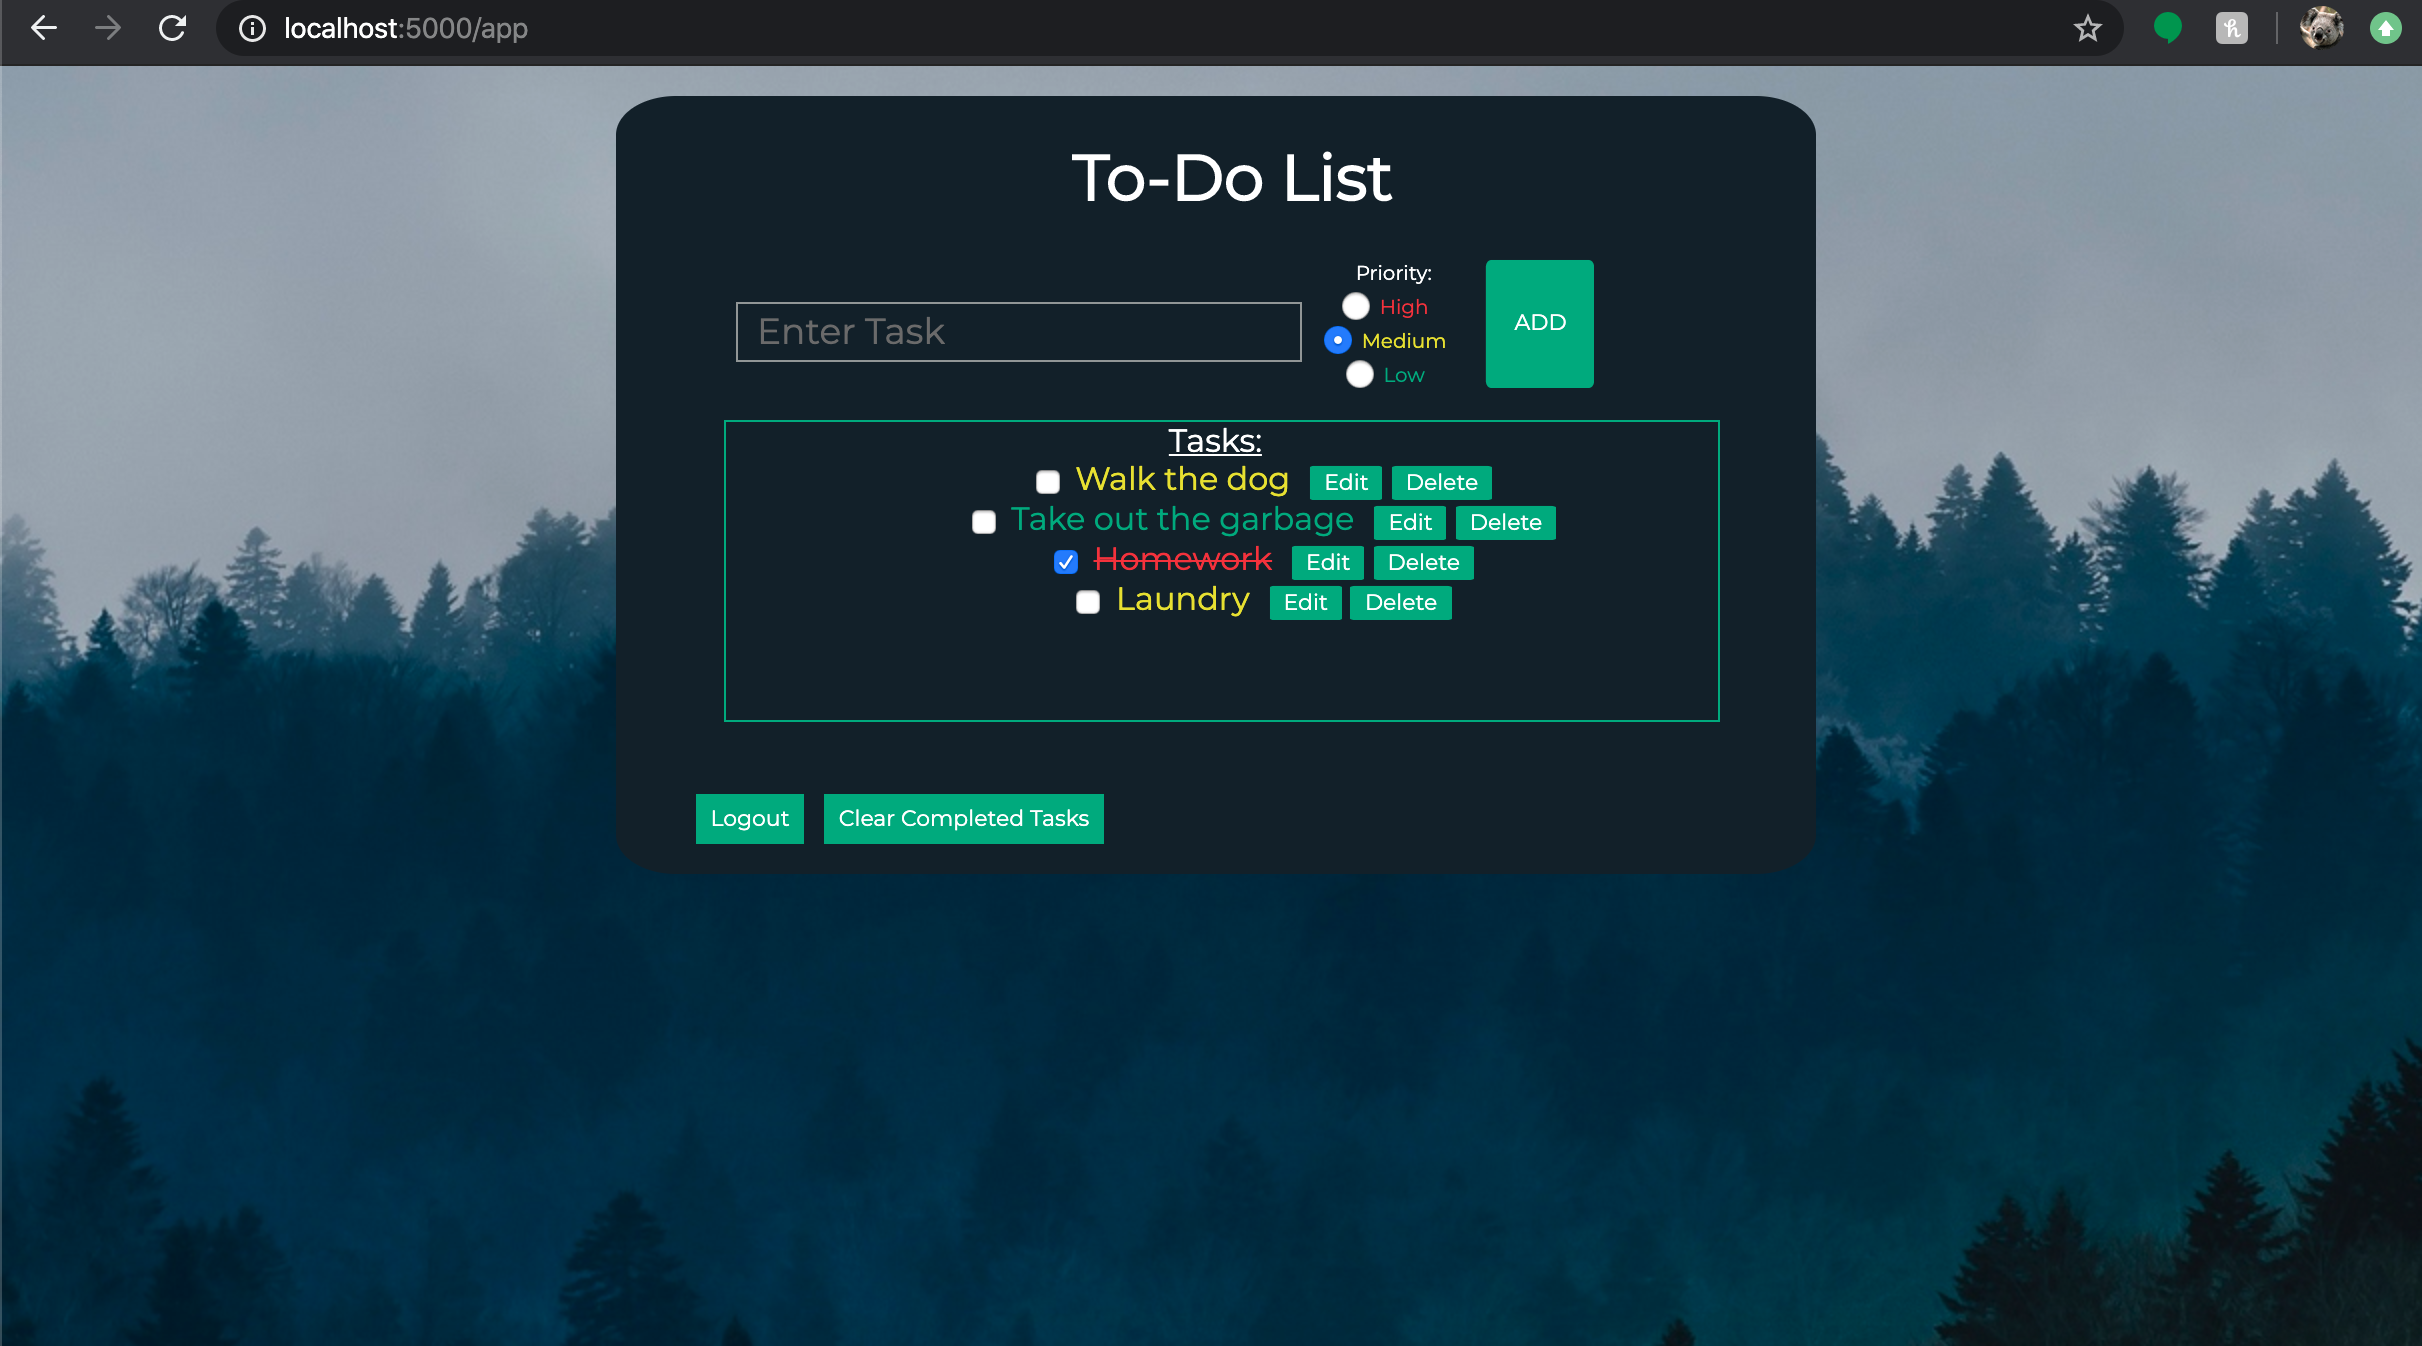 localhost:5000/app
To-Do List
Priority:
High
Enter Task
Medium
Low
ADD
Tasks:
Walk the dog Edit Delete
Take out the garbage Edit Delete
Homework Edit Delete
Laundry Edit Delete
Logout Clear Completed Tasks